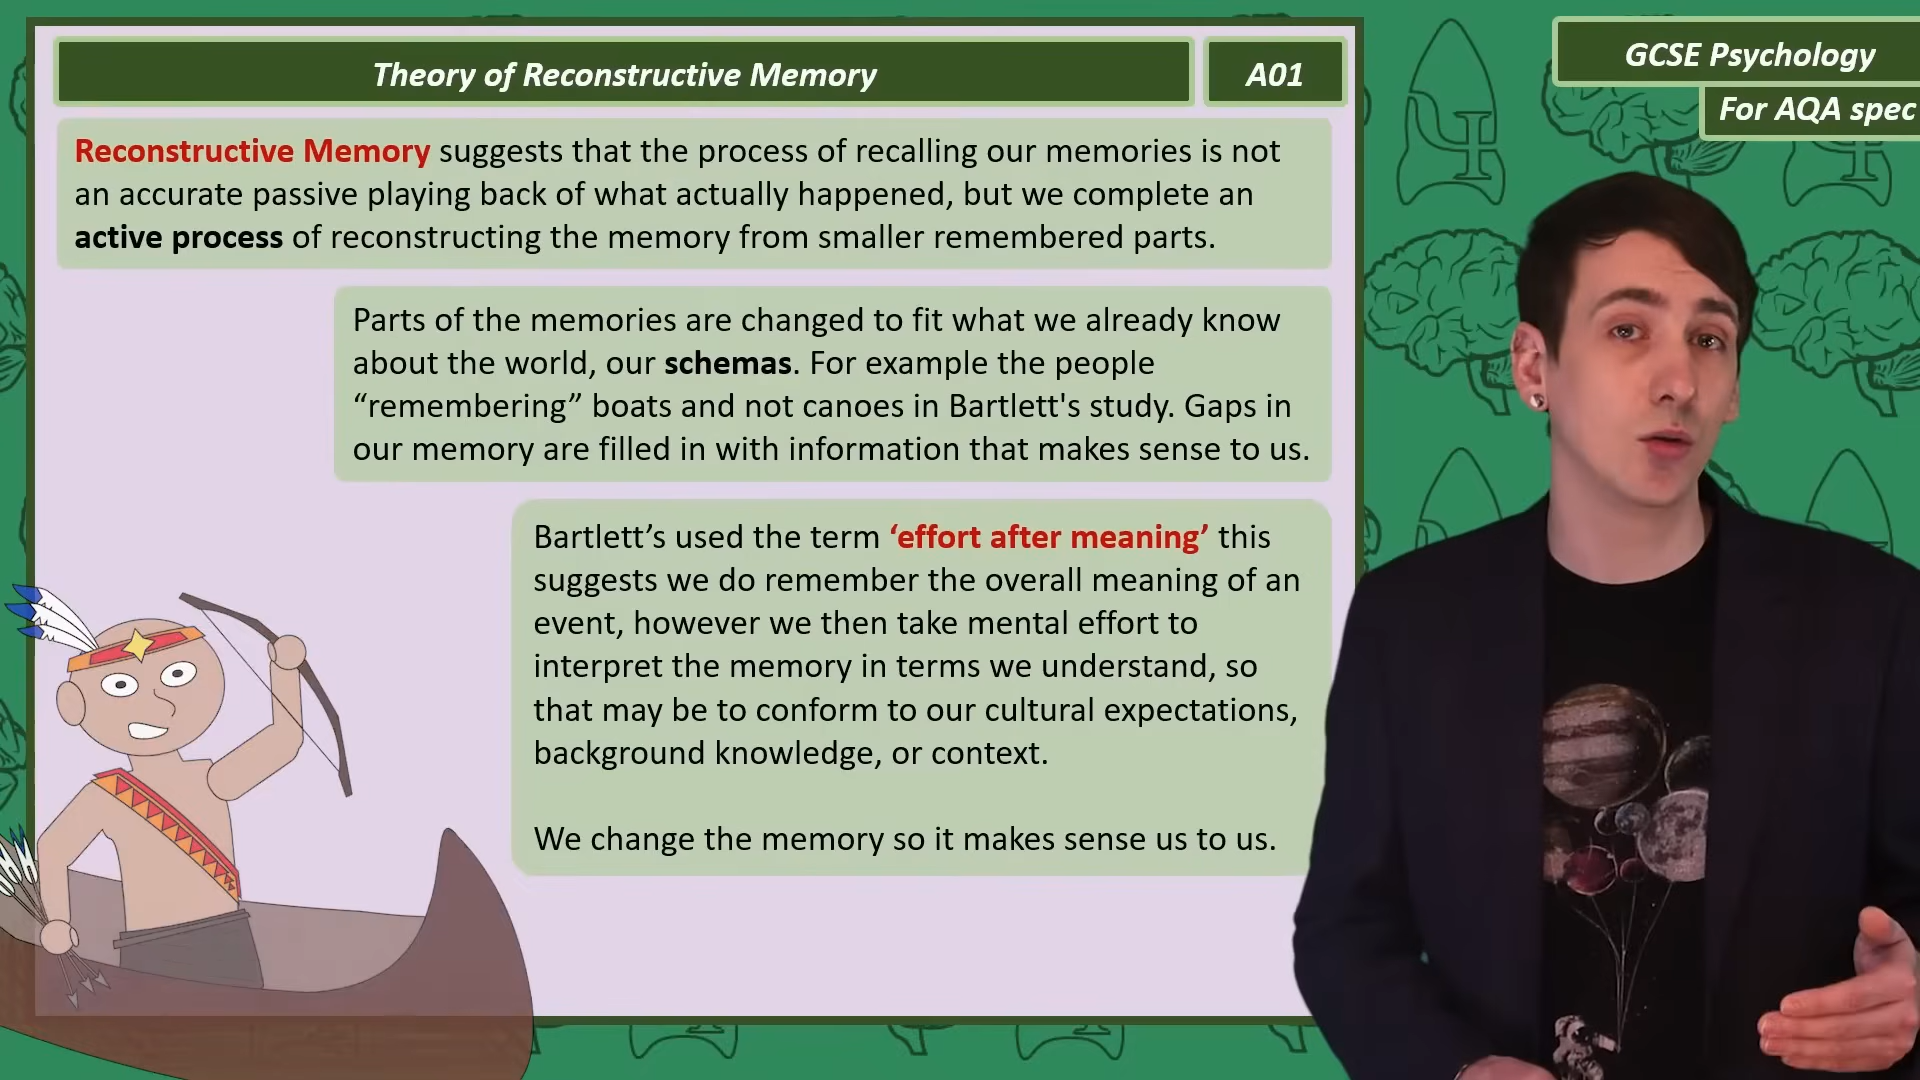 Theory of Reconstructive Memory
A01
GCSE Psychology
For AQA spec
Reconstructive Memory suggests that the process of recalling our memories is not
an accurate passive playing back of what actually happened, but we complete an
active process of reconstructing the memory from smaller remembered parts.
Parts of the memories are changed to fit what we already know
about the world, our schemas. For example the people
“remembering” boats and not canoes in Bartlett's study. Gaps in
our memory are filled in with information that makes sense to us.
Bartlett’s used the term ‘effort after meaning’ this
suggests we do remember the overall meaning of an
event, however we then take mental effort to
interpret the memory in terms we understand, so
that may be to conform to our cultural expectations,
background knowledge, or context.
We change the memory so it makes sense us to us.